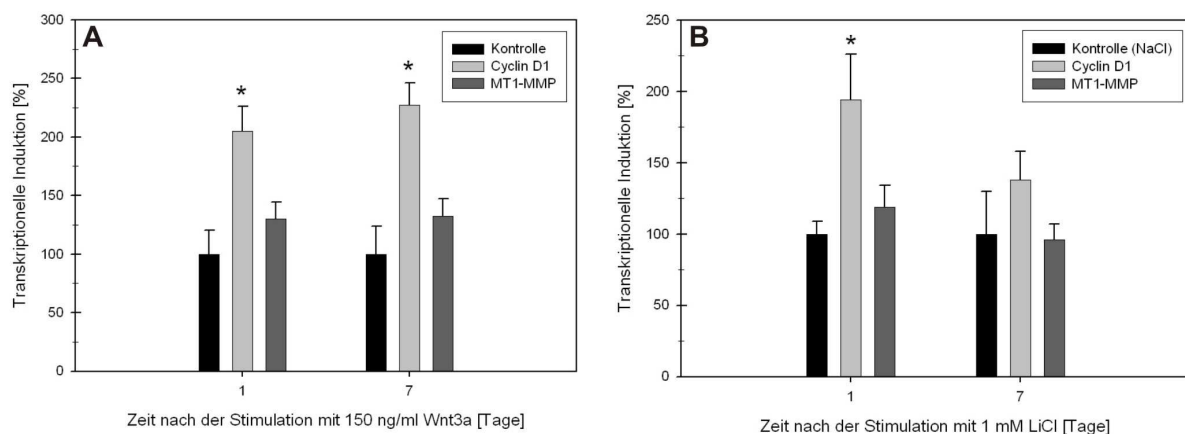 A
300
250
200
150
100
50
0
Transkriptionelle Induktion [%]
Kontrolle
Cyclin D1
MT1-MMP
*
*
1
7
Zeit nach der Stimulation mit 150 ng/ml Wnt3a [Tage]
B
250
200
150
100
50
0
Transkriptionelle Induktion [%]
Kontrolle (NaCl)
Cyclin D1
MT1-MMP
*
1
7
Zeit nach der Stimulation mit 1 mM LiCl [Tage]